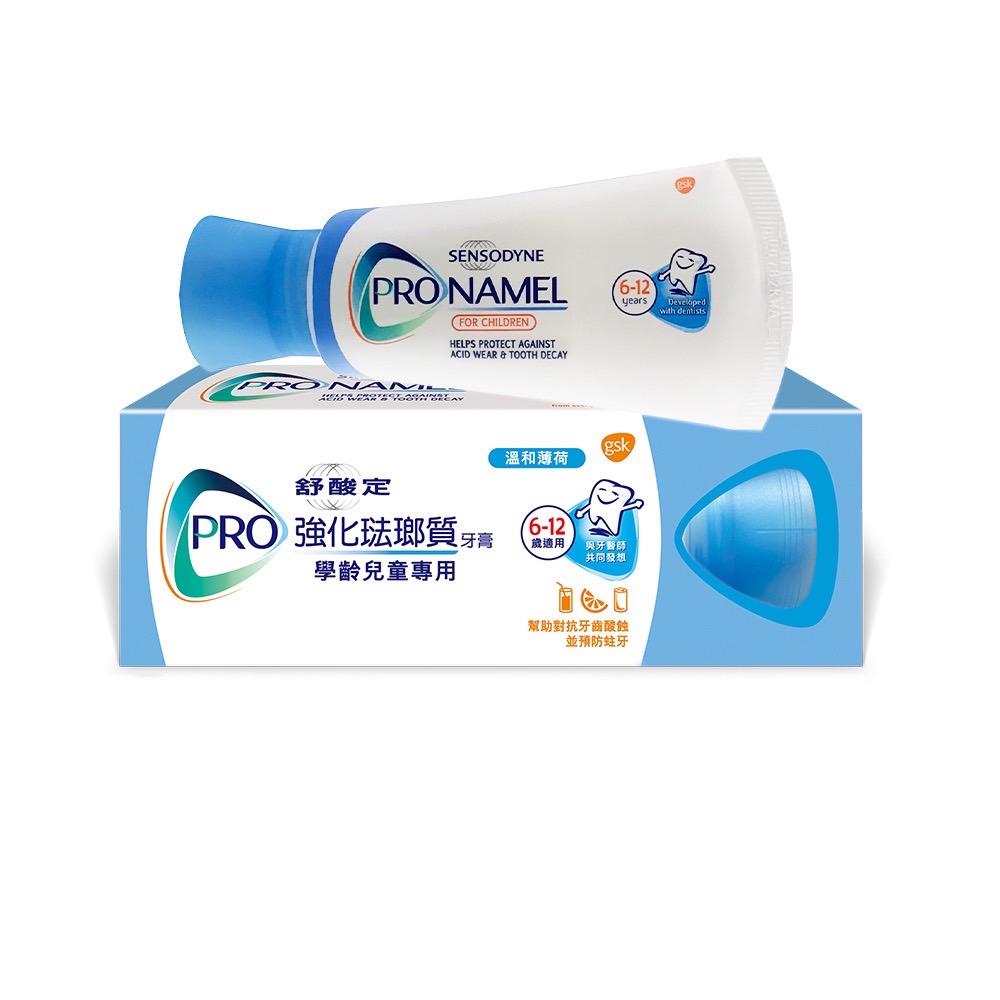 gsk
SENSODYNE
PRONAMEL
FOR CHILDREN
HELPS PROTECT AGAINST
ACID WEAR & TOOTH DECAY
6-12
years
Developed
with dentists
PRONAMEL
HELPS PROTECT AGAINST
ACID WEAR & TOOTH DECAY
溫和薄荷
gsk
舒酸定
PRO 強化琺瑯質牙膏
學齡兒童專用
6-12
歲適用
與牙醫師
共同發想
幫助對抗牙齒酸蝕
並預防蛀牙